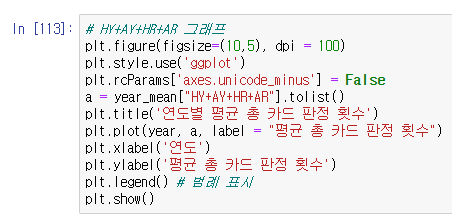 In [113]: # HY+AY+HR+AR 그래프
plt.figure(figsize=(10,5), dpi = 100)
plt.style.use('ggplot')
plt.rcParams['axes.unicode_minus'] = False
a = year_mean["HY+AY+HR+AR"].tolist()
plt.title('연도별 평균 총 카드 판정 횟수')
plt.plot(year, a, label = "평균 총 카드 판정 횟수")
plt.xlabel('연도')
plt.ylabel('평균 총 카드 판정 횟수')
plt.legend() # 범례 표시
plt.show()